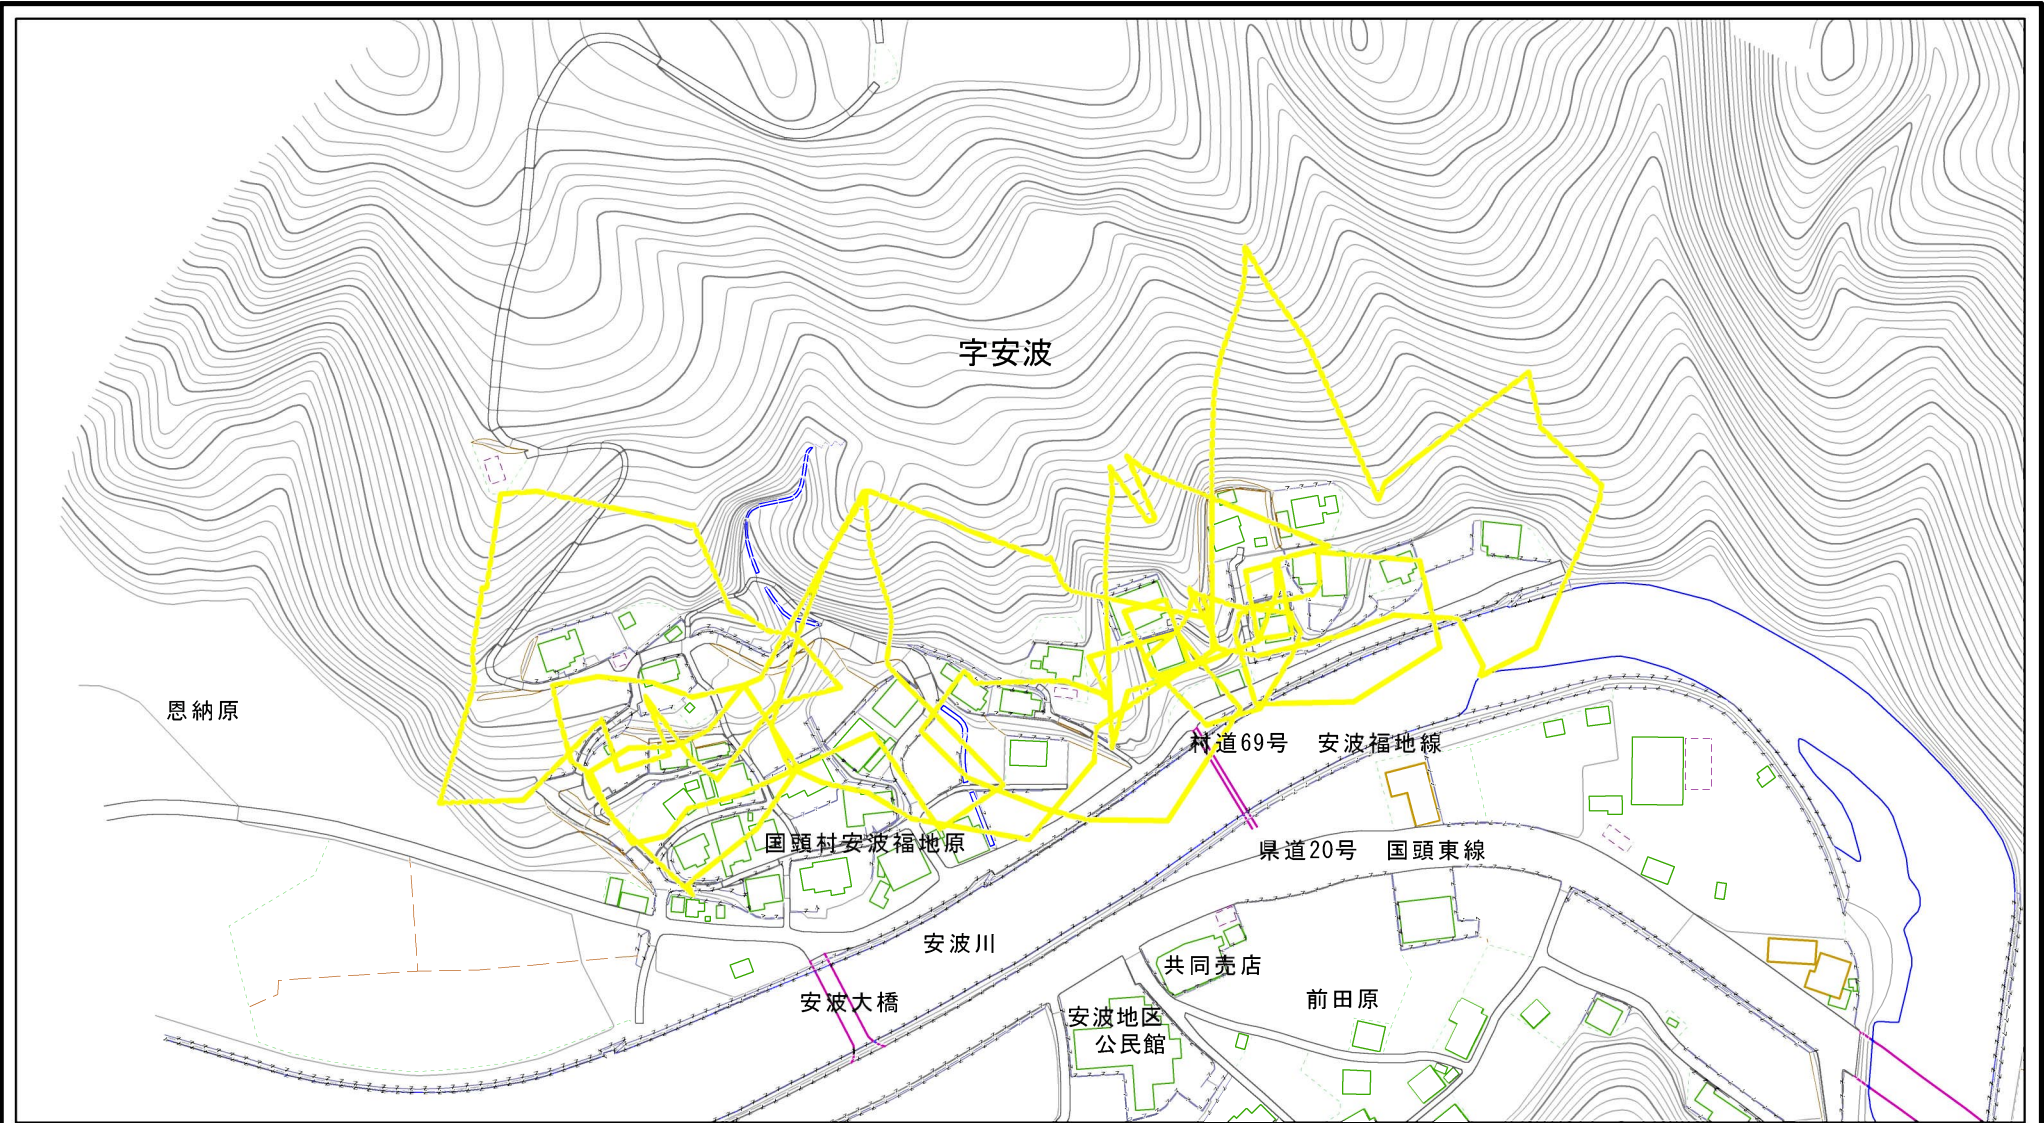 字安波
恩納原
村道69号　安波福地線
国頭村安波福地原
県道20号　国頭東線
安波川
共同売店
安波大橋
前田原
安波地区
公民館